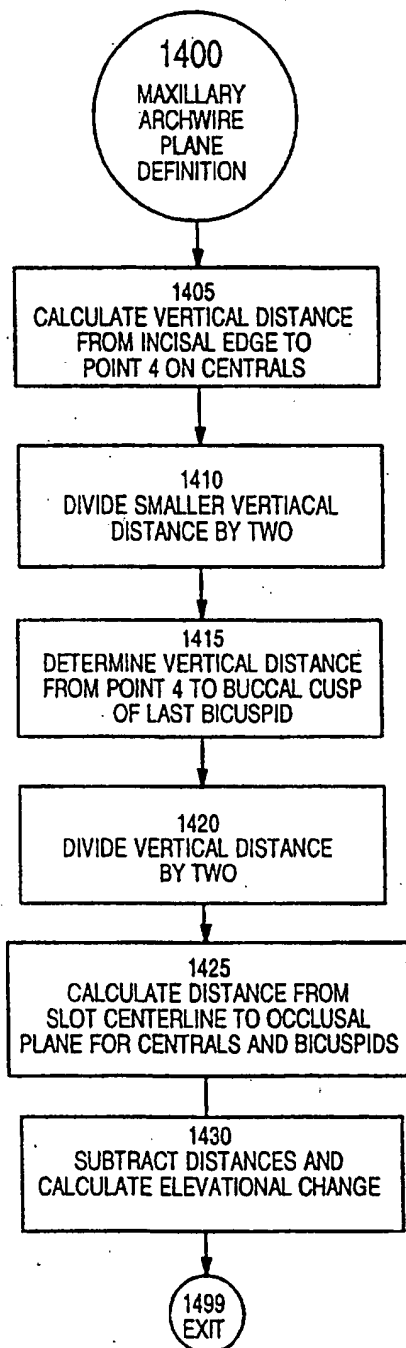 1400
MAXILLARY
ARCHWIRE
PLANE
DEFINITION
1405
CALCULATE VERTICAL DISTANCE
FROM INCISAL EDGE TO
POINT 4 ON CENTRALS
1410
DIVIDE SMALLER VERTIACAL
DISTANCE BY TWO
1415
DETERMINE VERTICAL DISTANCE
FROM POINT 4 TO BUCCAL CUSP
OF LAST BICUSPID
1420
DIVIDE VERTICAL DISTANCE
BY TWO
1425
CALCULATE DISTANCE FROM
SLOT CENTERLINE TO OCCLUSAL
PLANE FOR CENTRALS AND BICUSPIDS
1430
SUBTRACT DISTANCES AND
CALCULATE ELEVATIONAL CHANGE
1499
EXIT